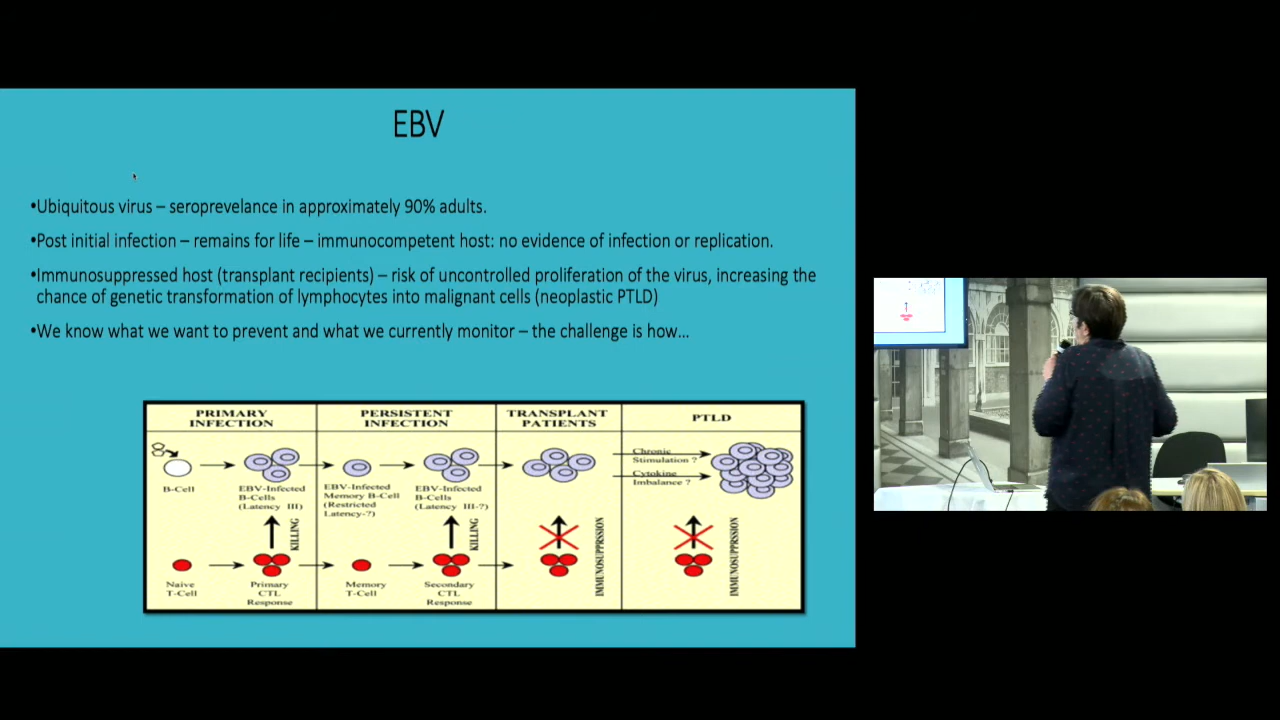 EBV
•Ubiquitous virus – seroprevelance in approximately 90% adults.
•Post initial infection – remains for life – immunocompetent host: no evidence of infection or replication.
•Immunosuppressed host (transplant recipients) – risk of uncontrolled proliferation of the virus, increasing the
chance of genetic transformation of lymphocytes into malignant cells (neoplastic PTLD)
•We know what we want to prevent and what we currently monitor – the challenge is how…
PRIMARY
INFECTION
PERSISTENT
INFECTION
TRANSPLANT
PATIENTS
PTLD
B-Cell
EBV-Infected
B-Cells
(Latency III)
EBV-Infected
Memory B-Cell
(Restricted
Latency-?)
EBV-Infected
B-Cells
(Latency III-?)
Chronic
Stimulation ?
Cytokine
Imbalance ?
KILLING
KILLING
IMMUNOSUPPRSSION
IMMUNOSUPPRSSION
Naive
T-Cell
Primary
CTL
Response
Memory
T-Cell
Secondary
CTL
Response